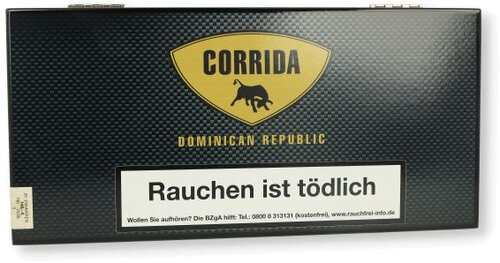 CORRIDA
DOMINICAN REPUBLIC
Rauchen ist tödlich
Wollen Sie aufhören? Die BZgA hilft: Tel.: 0800 8 313131 (kostenfrei), www.rauchfrei-info.de